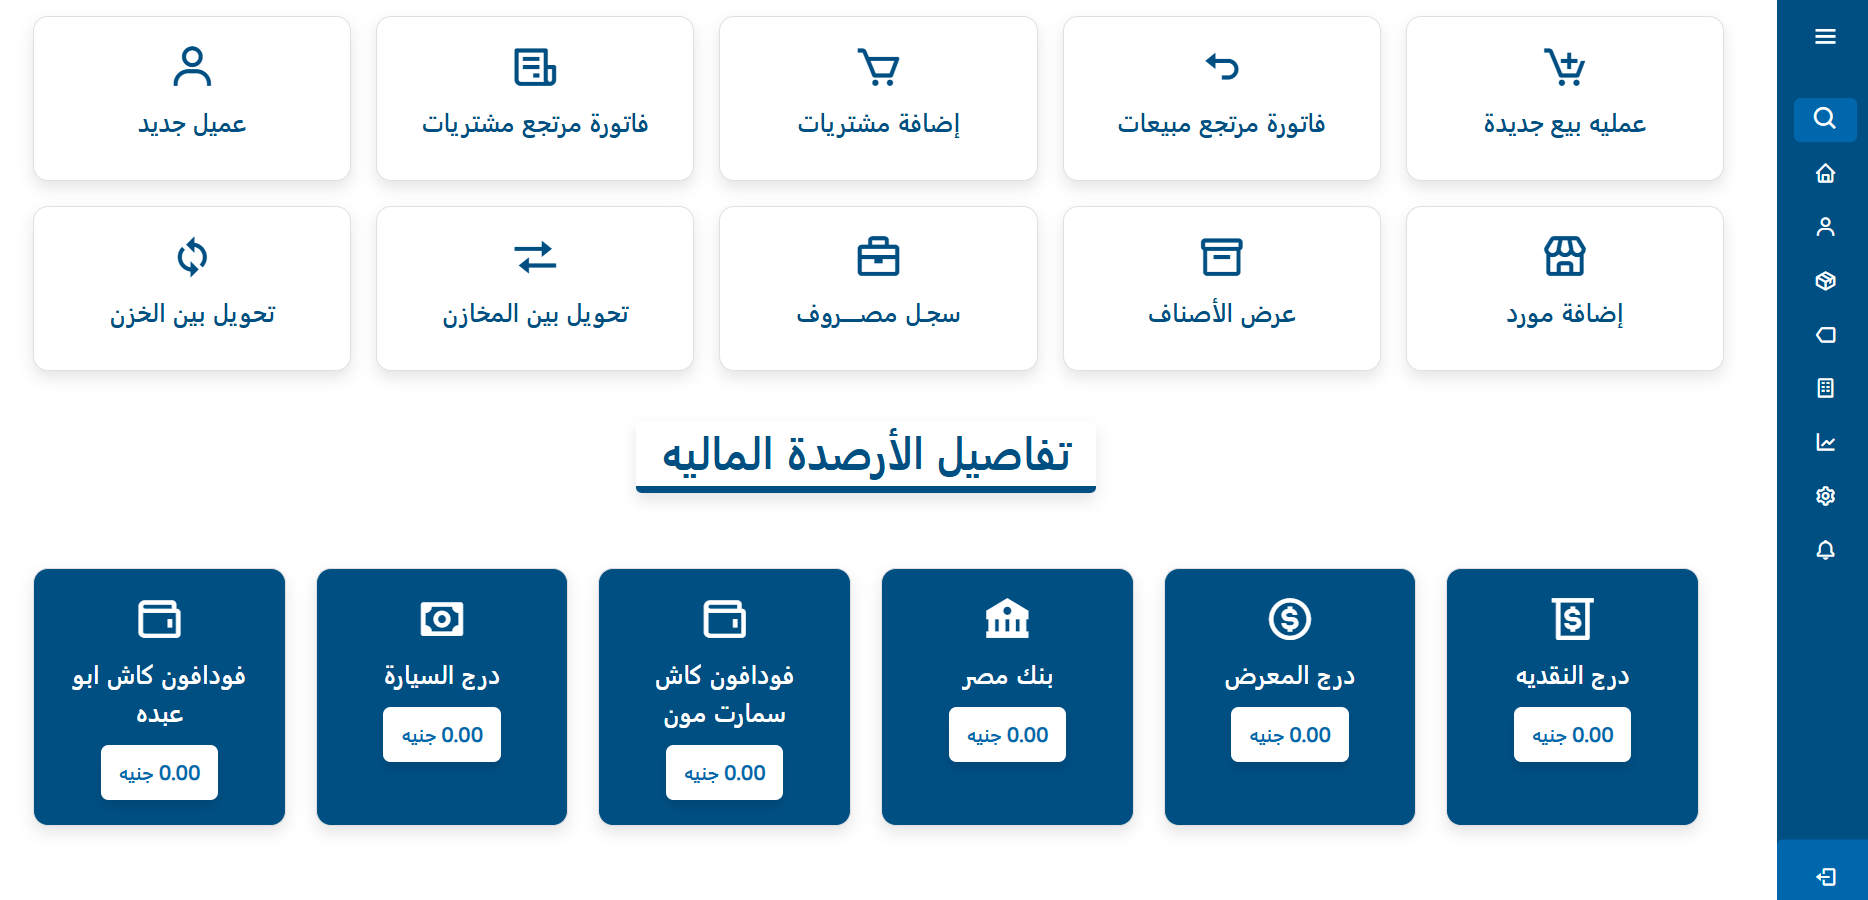 عمليه بيع جديدة
فاتورة مرتجع مبيعات
إضافة مشتريات
فاتورة مرتجع مشتريات
عميل جديد
إضافة مورد
عرض الأصناف
سجل مصـــروف
تحويل بين المخازن
تحويل بين الخزن
تفاصيل الأرصدة الماليه
درج النقديه
0.00 جنيه
درج المعرض
0.00 جنيه
بنك مصر
0.00 جنيه
فودافون كاش
سمارت مون
0.00 جنيه
درج السيارة
0.00 جنيه
فودافون كاش ابو
عبده
0.00 جنيه